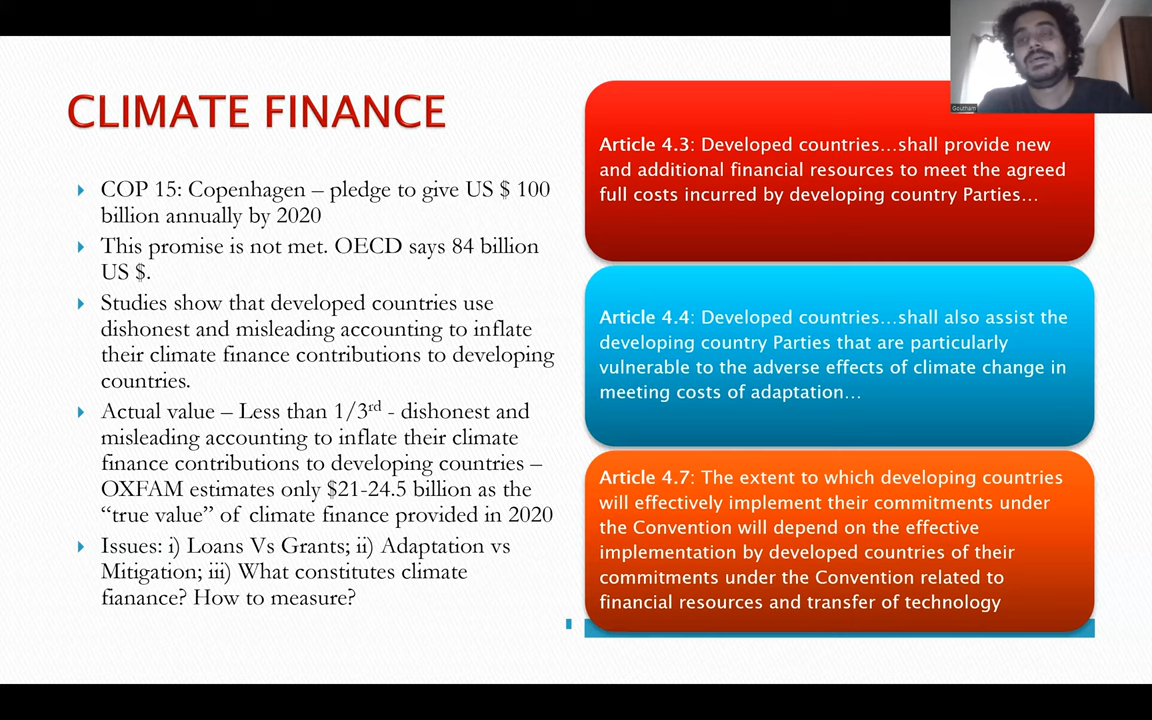 CLIMATE FINANCE
COP 15: Copenhagen – pledge to give US $ 100
billion annually by 2020
This promise is not met. OECD says 84 billion
US $.
Studies show that developed countries use
dishonest and misleading accounting to inflate
their climate finance contributions to developing
countries.
Actual value – Less than 1/3rd - dishonest and
misleading accounting to inflate their climate
finance contributions to developing countries –
OXFAM estimates only $21-24.5 billion as the
“true value” of climate finance provided in 2020
Issues: i) Loans Vs Grants; ii) Adaptation vs
Mitigation; iii) What constitutes climate
fianance? How to measure?
Article 4.3: Developed countries…shall provide new
and additional financial resources to meet the agreed
full costs incurred by developing country Parties…
Article 4.4: Developed countries…shall also assist the
developing country Parties that are particularly
vulnerable to the adverse effects of climate change in
meeting costs of adaptation…
Article 4.7: The extent to which developing countries
will effectively implement their commitments under
the Convention will depend on the effective
implementation by developed countries of their
commitments under the Convention related to
financial resources and transfer of technology
Goutham